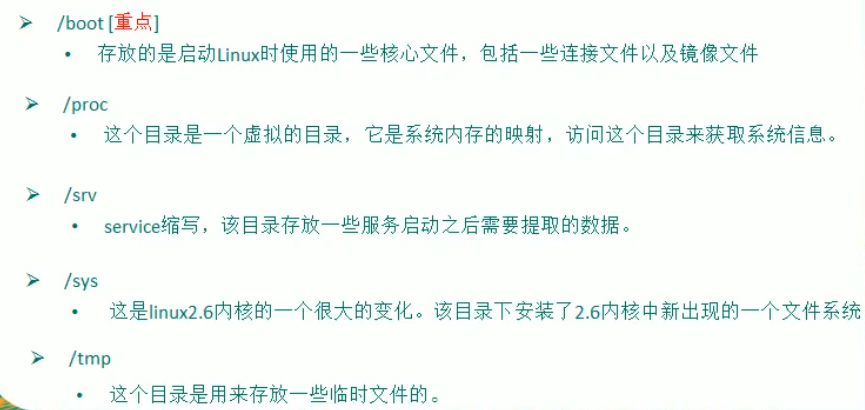 ➢ /boot [重点]
• 存放的是启动Linux时使用的一些核心文件，包括一些连接文件以及镜像文件
➢ /proc
• 这个目录是一个虚拟的目录，它是系统内存的映射，访问这个目录来获取系统信息。
➢ /srv
• service缩写，该目录存放一些服务启动之后需要提取的数据。
➢ /sys
• 这是linux2.6内核的一个很大的变化。该目录下安装了2.6内核中新出现的一个文件系统
➢ /tmp
• 这个目录是用来存放一些临时文件的。